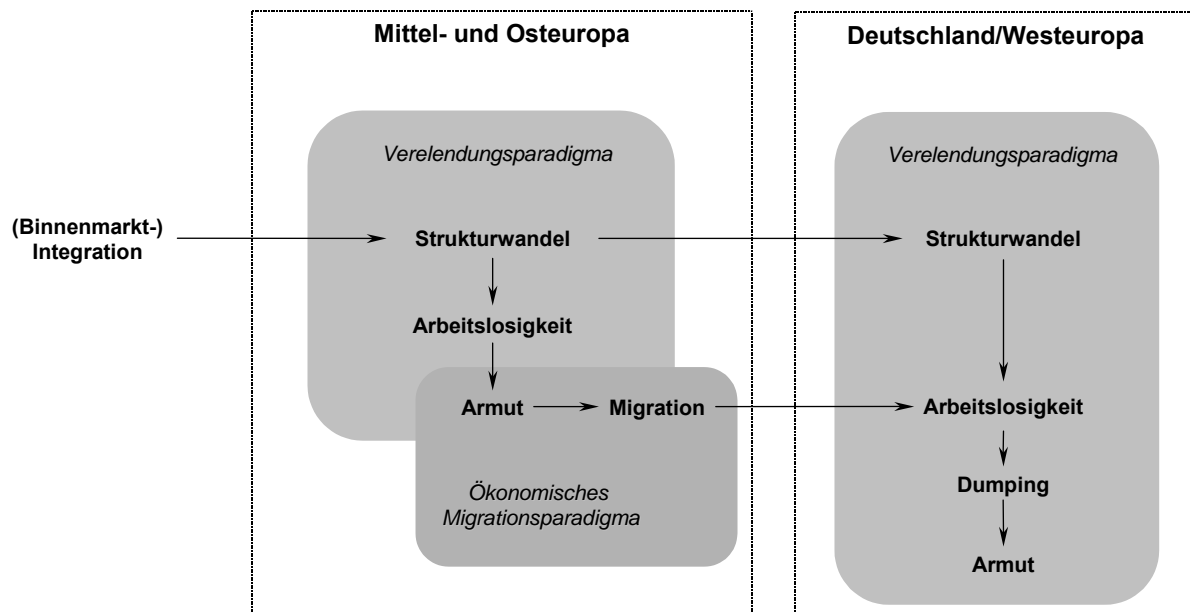 Mittel- und Osteuropa
Deutschland/Westeuropa
Verelendungsparadigma
Verelendungsparadigma
(Binnenmarkt-)
Integration
Strukturwandel
Strukturwandel
Arbeitslosigkeit
Armut
Migration
Arbeitslosigkeit
Ökonomisches
Migrationsparadigma
Dumping
Armut